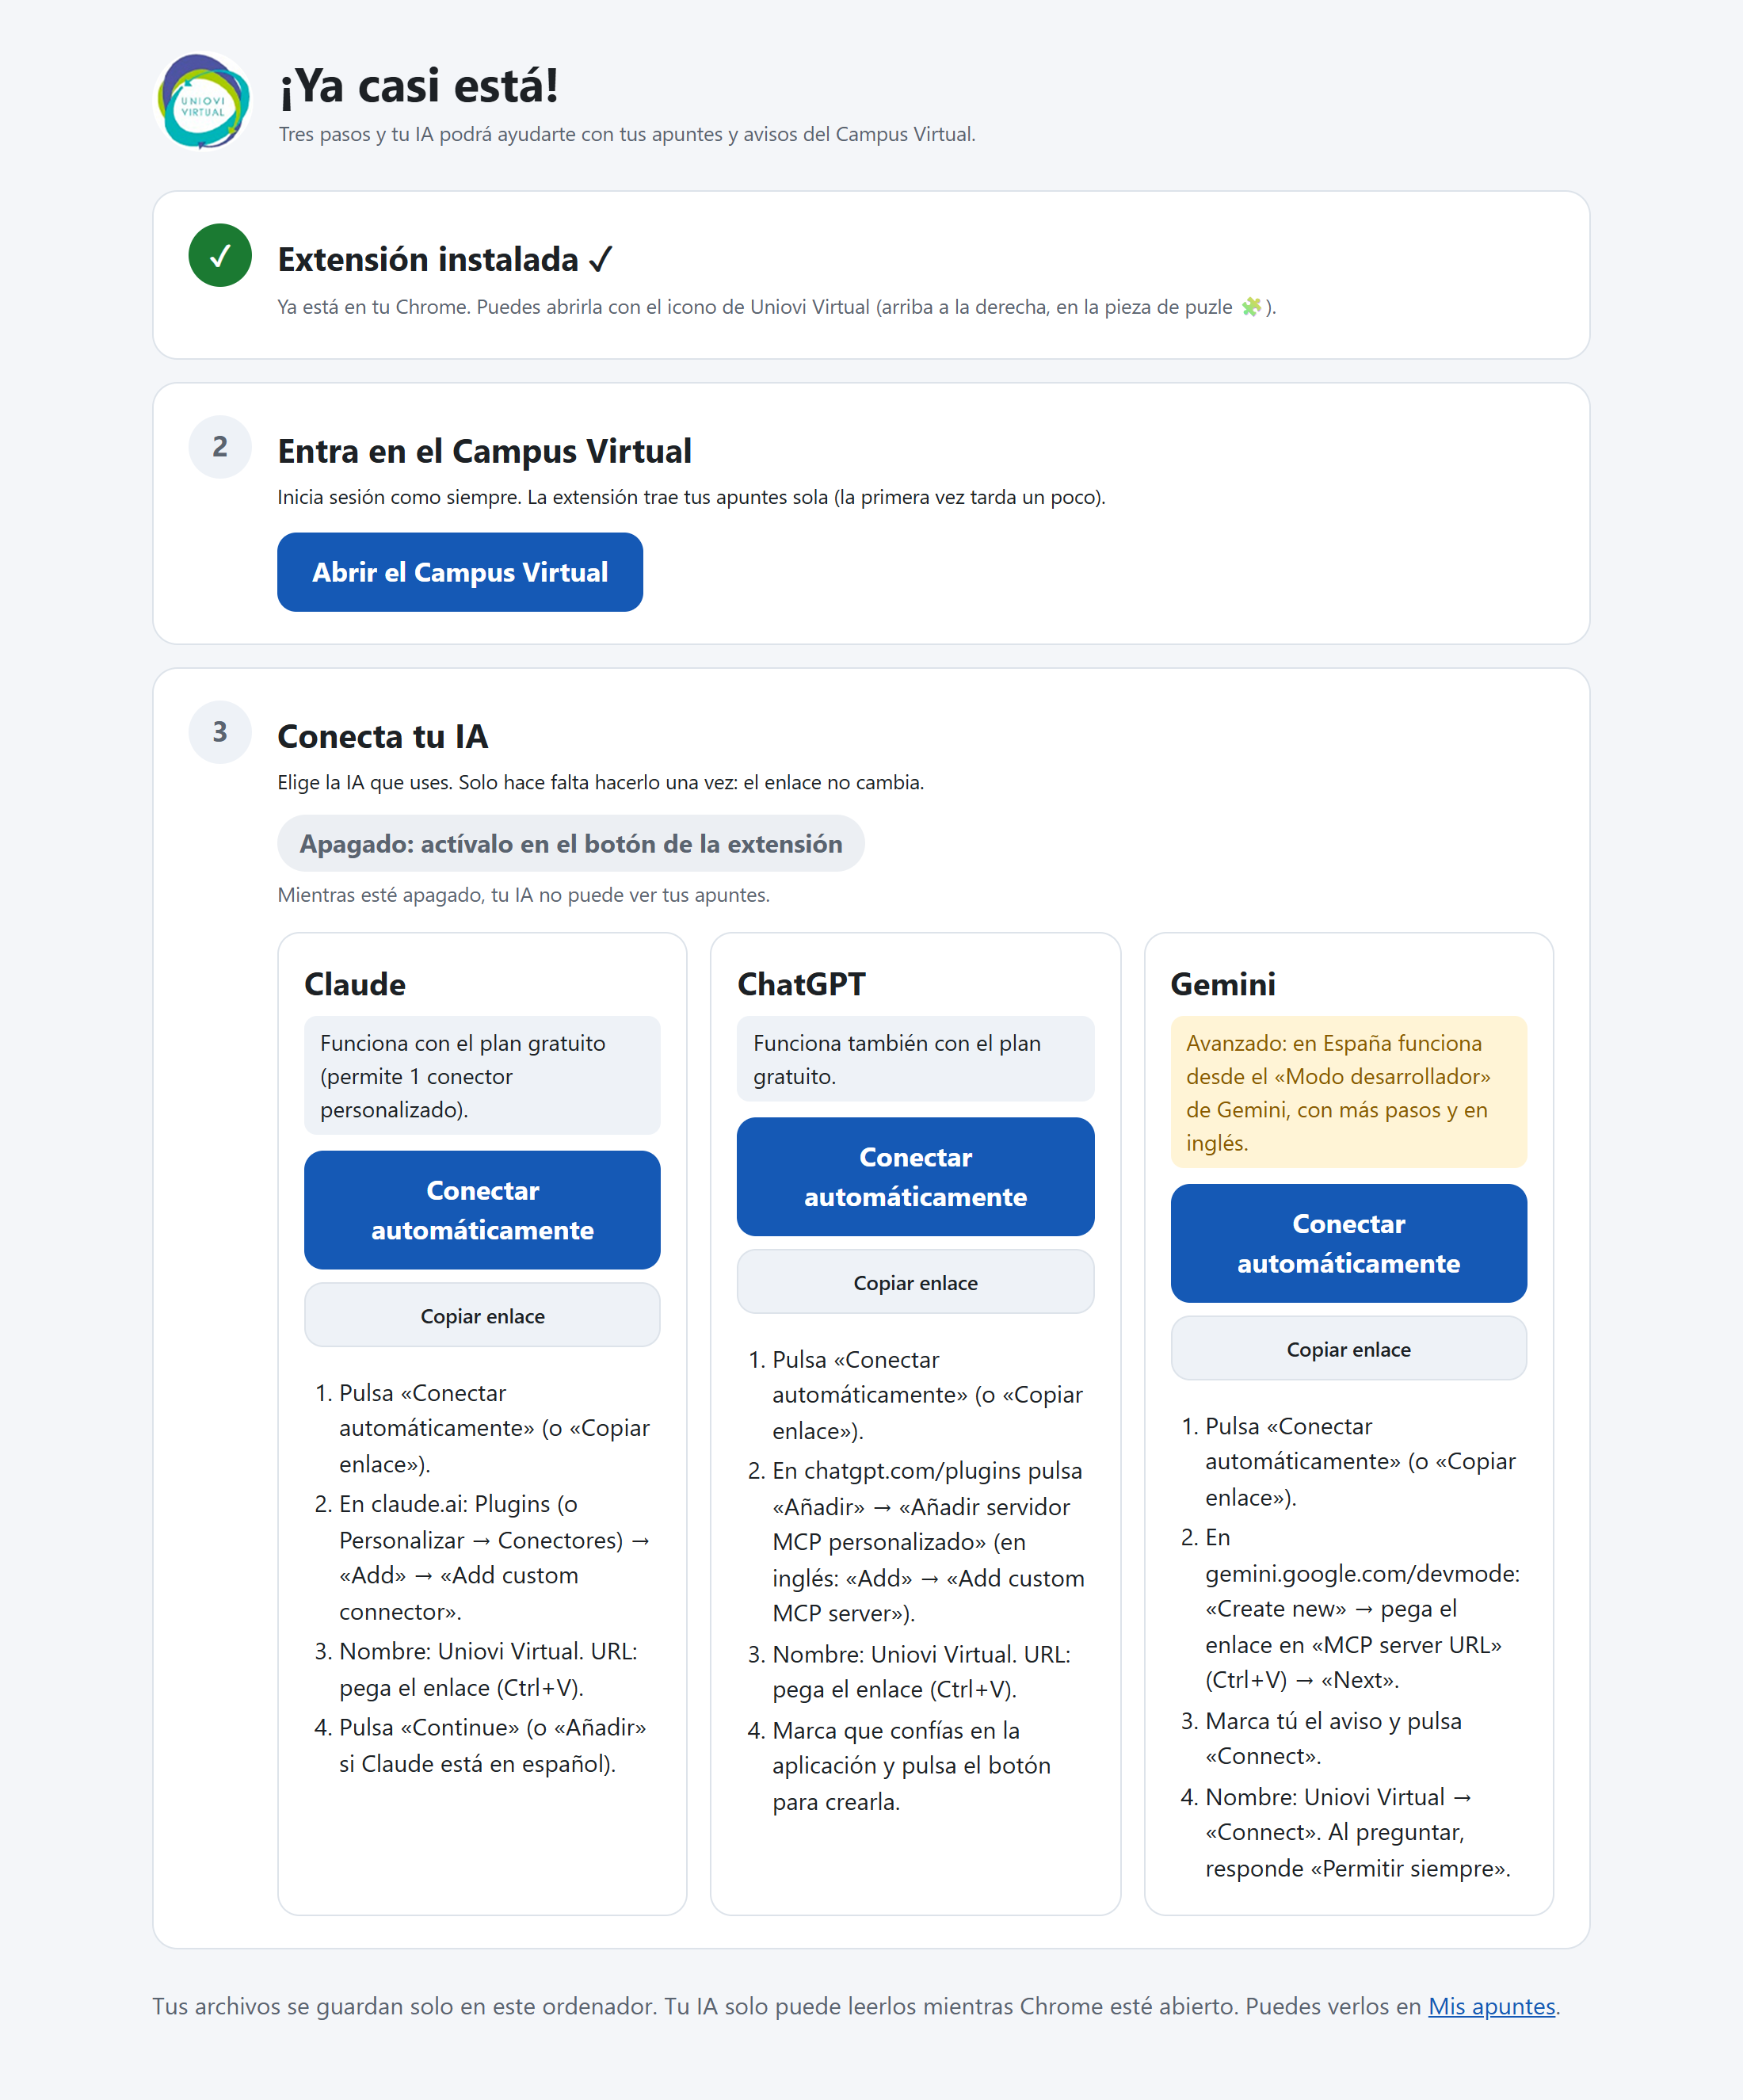 UNIOVI
VIRTUAL
¡Ya casi está!
Tres pasos y tu IA podrá ayudarte con tus apuntes y avisos del Campus Virtual.
✓
Extensión instalada ✓
Ya está en tu Chrome. Puedes abrirla con el icono de Uniovi Virtual (arriba a la derecha, en la pieza de puzle 🧩).
2
Entra en el Campus Virtual
Inicia sesión como siempre. La extensión trae tus apuntes sola (la primera vez tarda un poco).
Abrir el Campus Virtual
3
Conecta tu IA
Elige la IA que uses. Solo hace falta hacerlo una vez: el enlace no cambia.
Apagado: actívalo en el botón de la extensión
Mientras esté apagado, tu IA no puede ver tus apuntes.
Claude
Funciona con el plan gratuito
(permite 1 conector
personalizado).
Conectar
automáticamente
Copiar enlace
1. Pulsa «Conectar
automáticamente» (o «Copiar
enlace»).
2. En claude.ai: Plugins (o
Personalizar → Conectores) →
«Add» → «Add custom
connector».
3. Nombre: Uniovi Virtual. URL:
pega el enlace (Ctrl+V).
4. Pulsa «Continue» (o «Añadir»
si Claude está en español).
ChatGPT
Funciona también con el plan
gratuito.
Conectar
automáticamente
Copiar enlace
1. Pulsa «Conectar
automáticamente» (o «Copiar
enlace»).
2. En chatgpt.com/plugins pulsa
«Añadir» → «Añadir servidor
MCP personalizado» (en
inglés: «Add» → «Add custom
MCP server»).
3. Nombre: Uniovi Virtual. URL:
pega el enlace (Ctrl+V).
4. Marca que confías en la
aplicación y pulsa el botón
para crearla.
Gemini
Avanzado: en España funciona
desde el «Modo desarrollador»
de Gemini, con más pasos y en
inglés.
Conectar
automáticamente
Copiar enlace
1. Pulsa «Conectar
automáticamente» (o «Copiar
enlace»).
2. En
gemini.google.com/devmode:
«Create new» → pega el
enlace en «MCP server URL»
(Ctrl+V) → «Next».
3. Marca tú el aviso y pulsa
«Connect».
4. Nombre: Uniovi Virtual →
«Connect». Al preguntar,
responde «Permitir siempre».
Tus archivos se guardan solo en este ordenador. Tu IA solo puede leerlos mientras Chrome esté abierto. Puedes verlos en Mis apuntes.